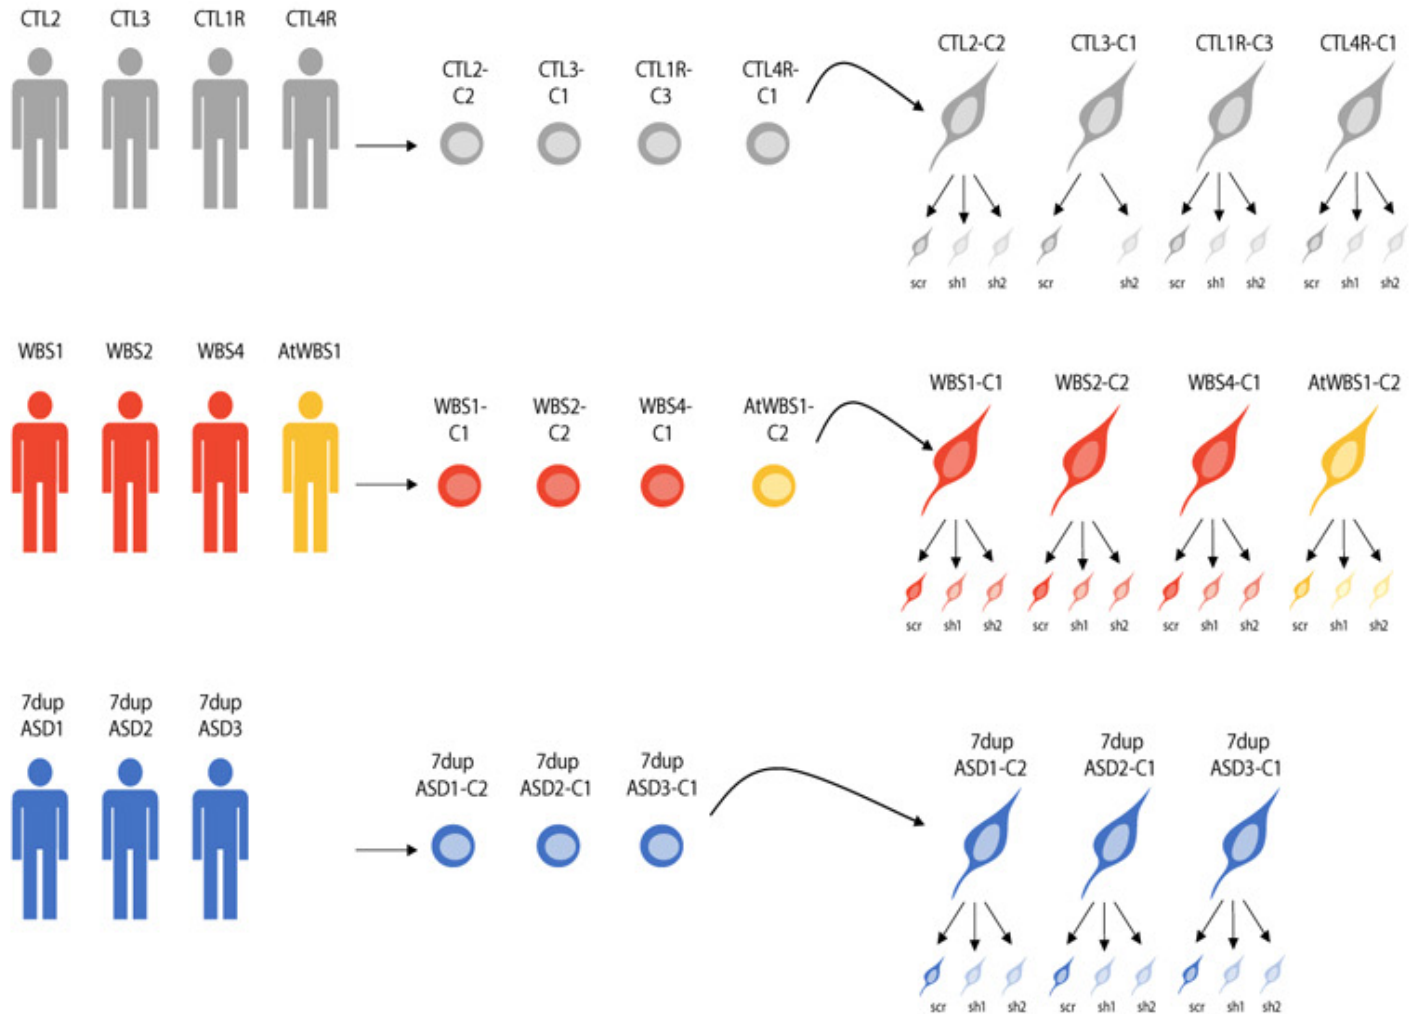 CTL2 CTL3 CTL1R CTL4R
CTL2-C2 CTL3-C1 CTL1R-C3 CTL4R-C1
CTL2-
C2
CTL3-
C1
CTL1R-
C3
CTL4R-
C1
scr sh1 sh2 scr sh2 scr sh1 sh2 scr sh1 sh2
WBS1 WBS2 WBS4 AtWBS1
WBS1-C1 WBS2-C2 WBS4-C1 AtWBS1-C2
WBS1-
C1
WBS2-
C2
WBS4-
C1
AtWBS1-
C2
scr sh1 sh2 scr sh1 sh2 scr sh1 sh2 scr sh1 sh2
7dup
ASD1
7dup
ASD2
7dup
ASD3
7dup
ASD1-C2
7dup
ASD2-C1
7dup
ASD3-C1
7dup
ASD1-C2
7dup
ASD2-C1
7dup
ASD3-C1
scr sh1 sh2 scr sh1 sh2 scr sh1 sh2